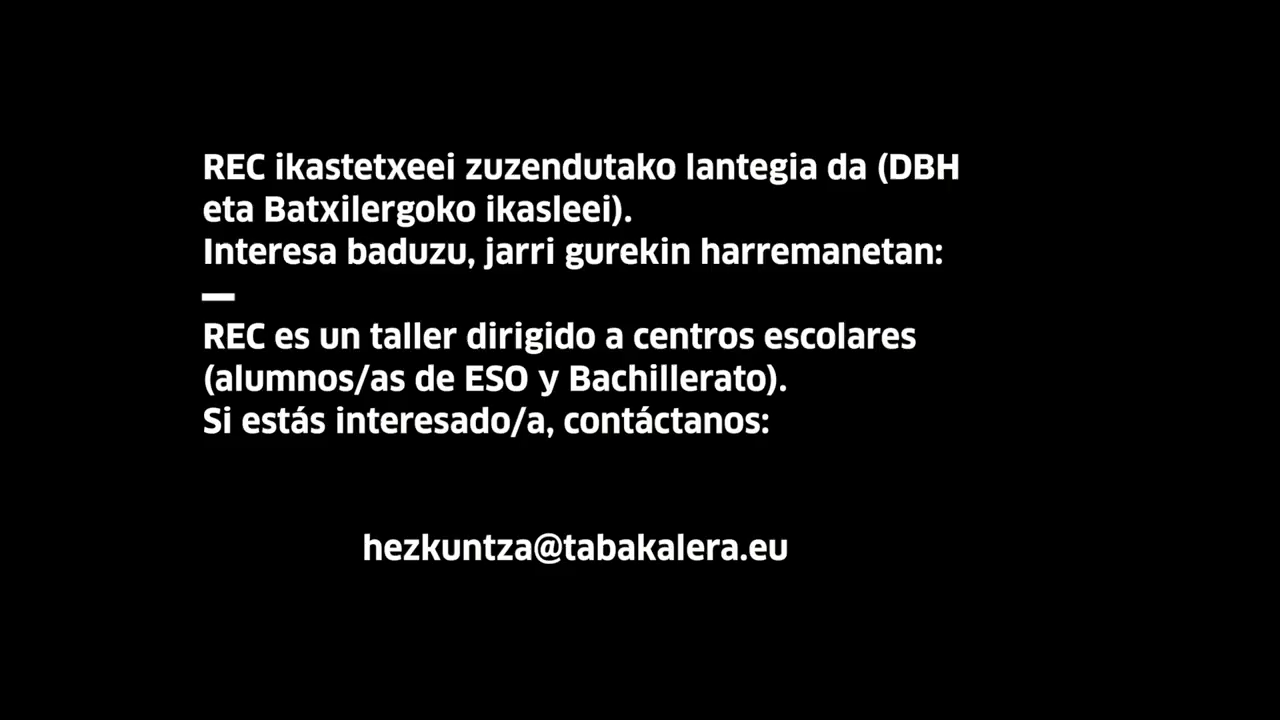 REC ikastetxeei zuzendutako lantegia da (DBH
eta Batxilergoko ikasleei).
Interesa baduzu, jarri gurekin harremanetan:
—
REC es un taller dirigido a centros escolares
(alumnos/as de ESO y Bachillerato).
Si estás interesado/a, contáctanos:
hezkuntza@tabakalera.eu